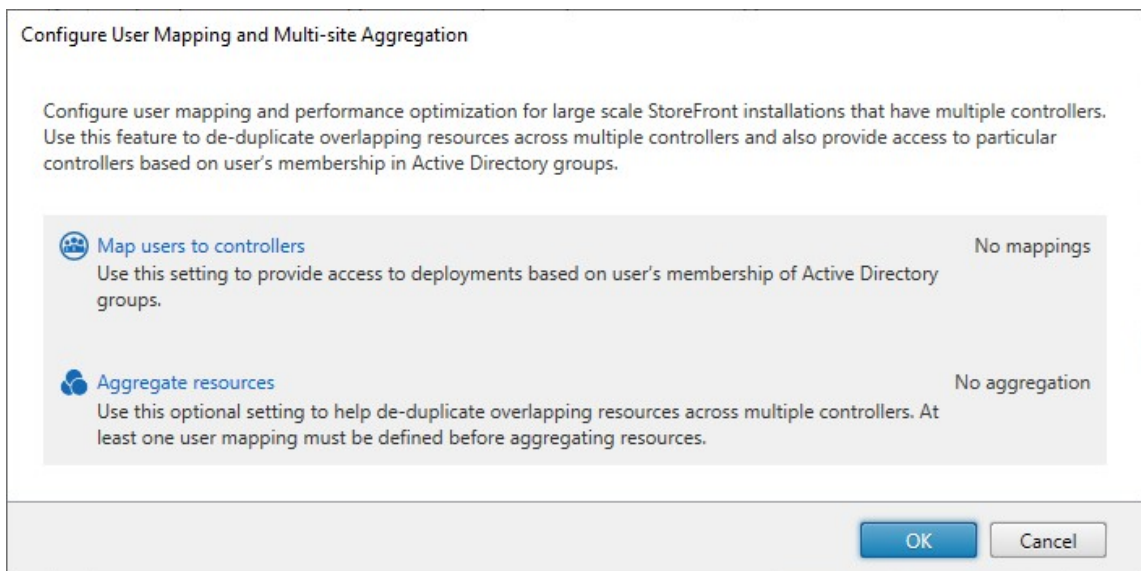 Configure User Mapping and Multi-site Aggregation
Configure user mapping and performance optimization for large scale StoreFront installations that have multiple controllers.
Use this feature to de-duplicate overlapping resources across multiple controllers and also provide access to particular
controllers based on user's membership in Active Directory groups.
Map users to controllers No mappings
Use this setting to provide access to deployments based on user's membership of Active Directory
groups.
Aggregate resources No aggregation
Use this optional setting to help de-duplicate overlapping resources across multiple controllers. At
least one user mapping must be defined before aggregating resources.
OK Cancel